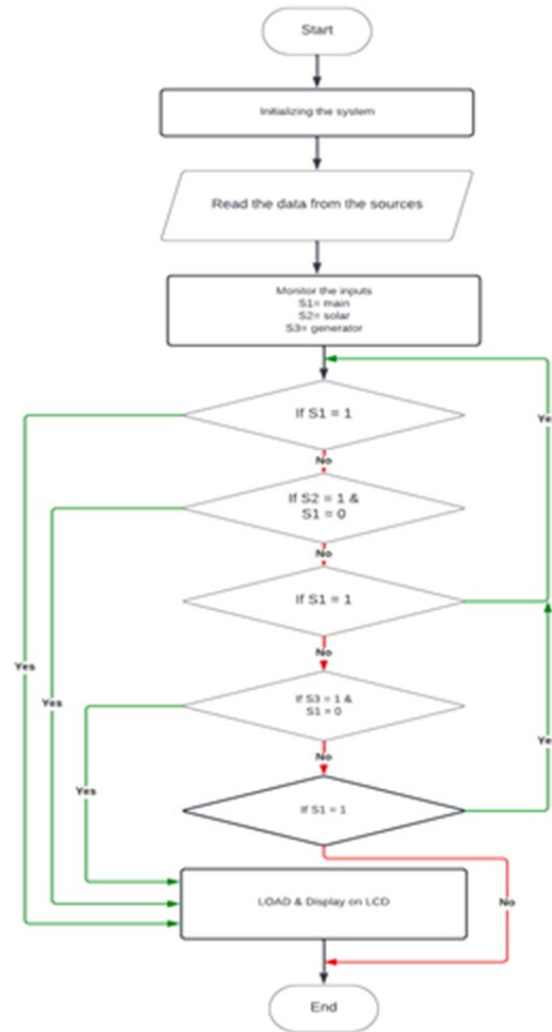 Start
Initializing the system
Read the data from the sources
Monitor the inputs
S1= main
S2= solar
S3= generator
If S1 = 1
Yes
No
If S2 = 1 &
S1 = 0
No
If S1 = 1
Yes
Yes
No
If S3 = 1 &
S1 = 0
Yes
No
Yes
If S1 = 1
LOAD & Display on LCD
No
End